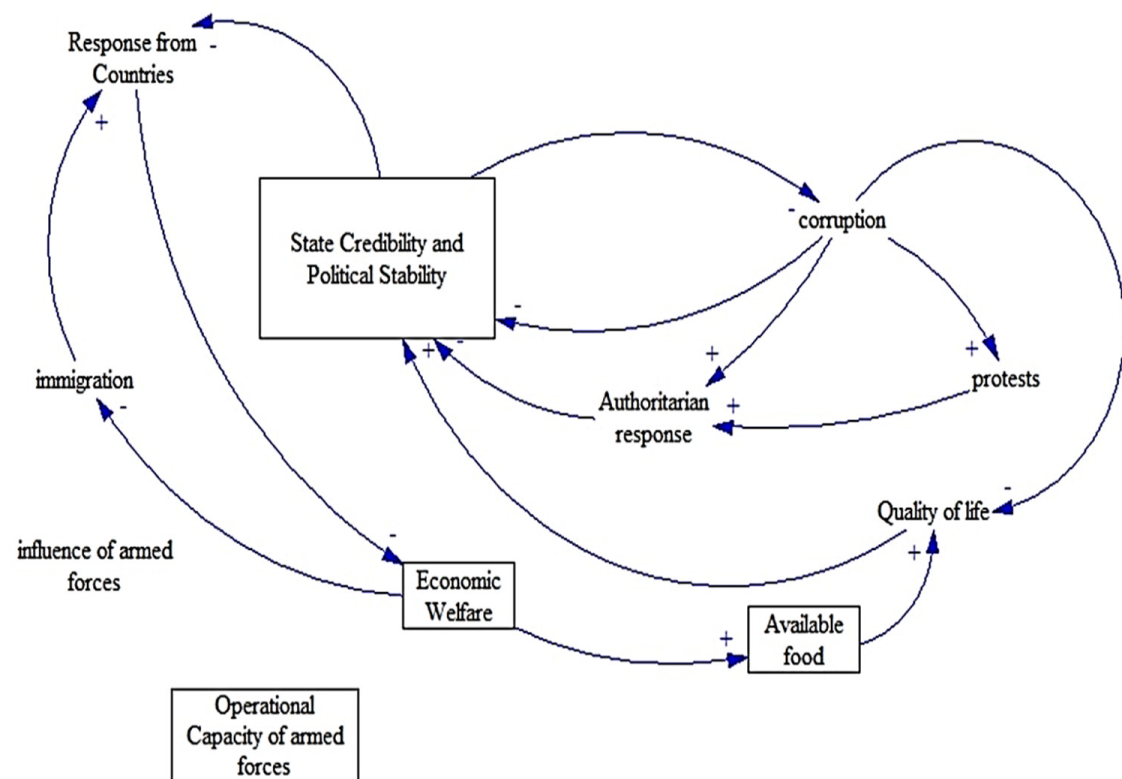 Response from
Countries
-
+
State Credibility and
Political Stability
-
corruption
-
+
-
+
+
protests
immigration
-
Authoritarian
response
+
-
Quality of life
+
influence of armed
forces
-
Economic
Welfare
+
Available
food
Operational
Capacity of armed
forces